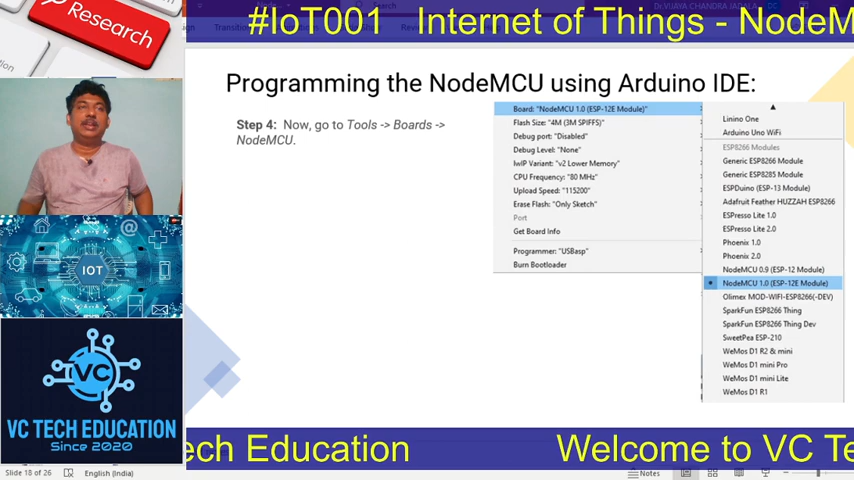 Research
#IoT001 Internet of Things - NodeM
Search
Programming the NodeMCU using Arduino IDE:
Step 4: Now, go to Tools -> Boards ->
NodeMCU.
Board: "NodeMCU 1.0 (ESP-12E Module)"
Flash Size: "4M (3M SPIFFS)"
Debug port: "Disabled"
Debug Level: "None"
lwIP Variant: "v2 Lower Memory"
CPU Frequency: "80 MHz"
Upload Speed: "115200"
Erase Flash: "Only Sketch"
Port
Get Board Info
Programmer: "USBasp"
Burn Bootloader
Linino One
Arduino Uno WiFi
ESP8266 Modules
Generic ESP8266 Module
Generic ESP8285 Module
ESPDuino (ESP-13 Module)
Adafruit Feather HUZZAH ESP8266
ESPresso Lite 1.0
ESPresso Lite 2.0
Phoenix 1.0
Phoenix 2.0
NodeMCU 0.9 (ESP-12 Module)
NodeMCU 1.0 (ESP-12E Module)
Olimex MOD-WIFI-ESP8266(-DEV)
SparkFun ESP8266 Thing
SparkFun ESP8266 Thing Dev
SweetPea ESP-210
WeMos D1 R2 & mini
WeMos D1 mini Pro
WeMos D1 mini Lite
WeMos D1 R1
IOT
VC
VC TECH EDUCATION
Since 2020
ech Education Welcome to VC Te
Slide 18 of 26
English (India)
Notes